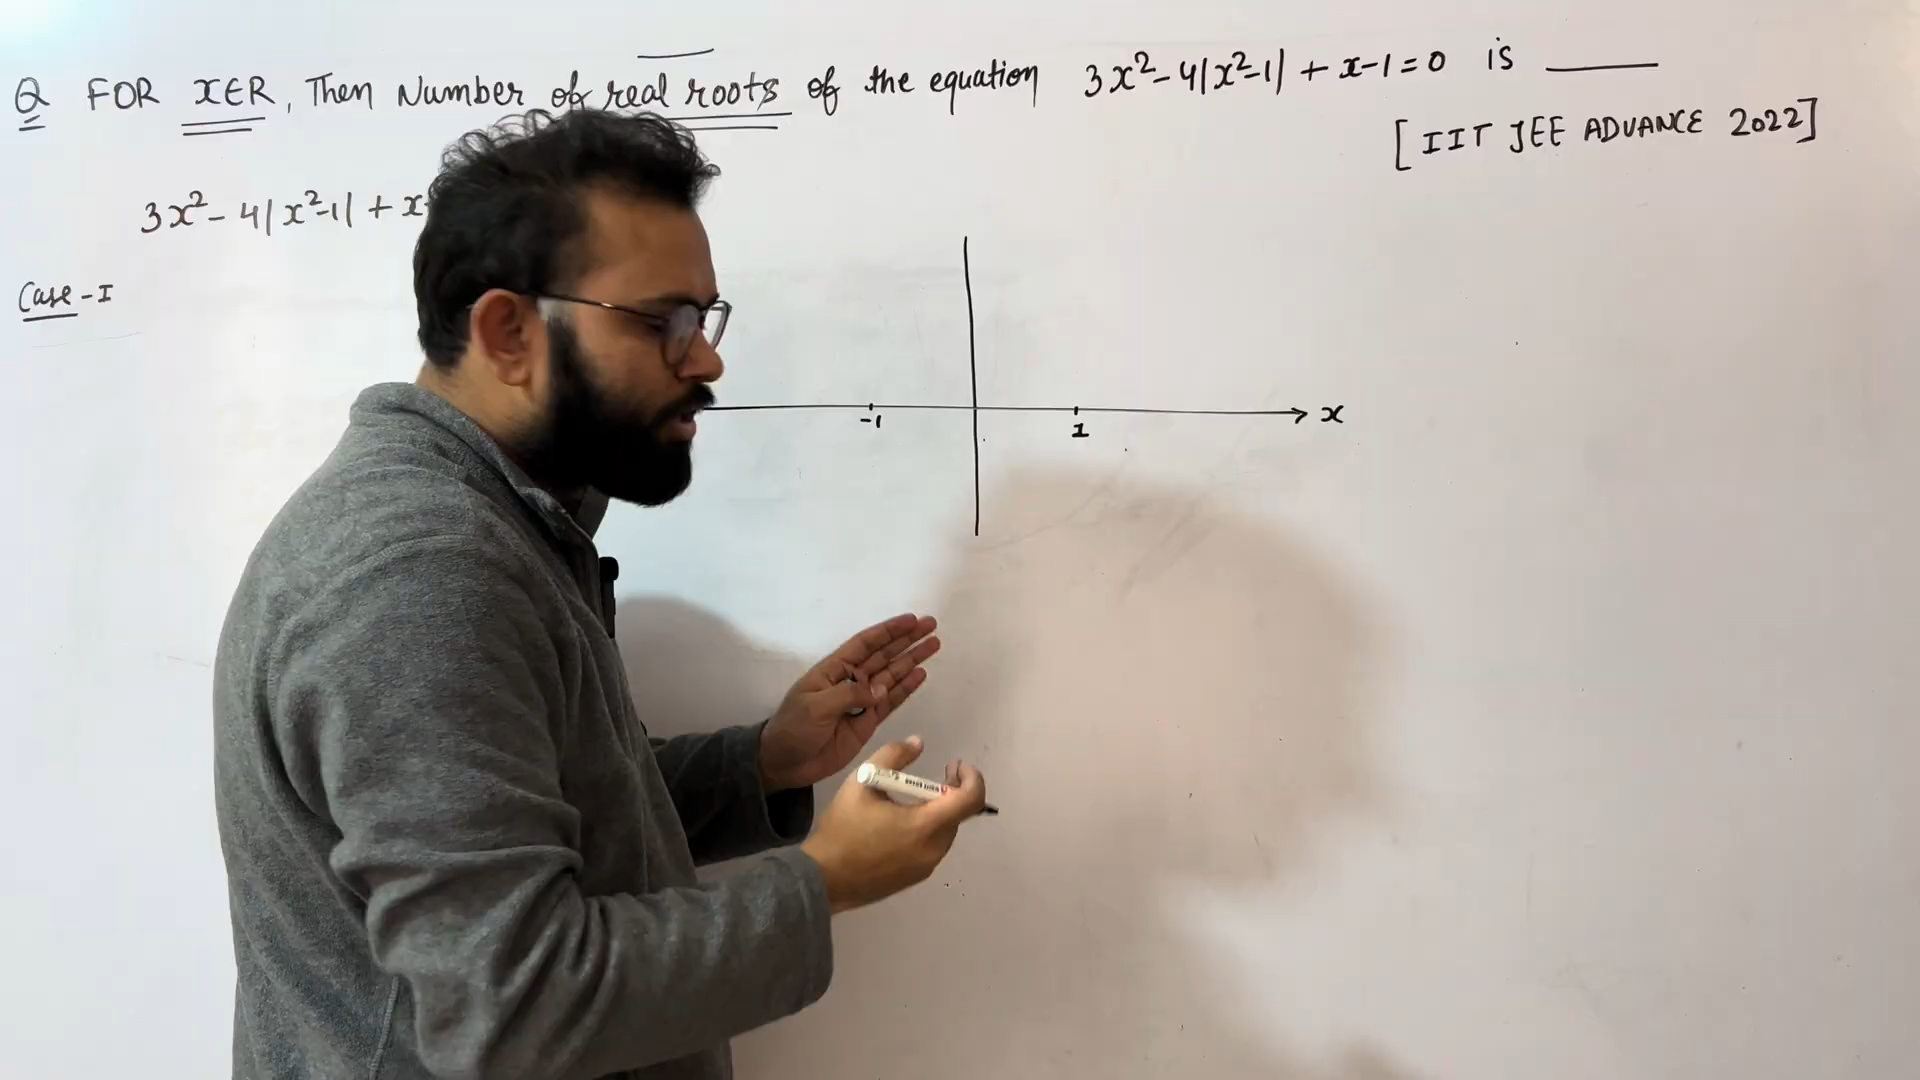 Q FOR x∈R, Then Number of real roots of the equation 3x²-4|x²-1| + x-1=0 is ____
[IIT JEE ADVANCE 2022]
3x²- 4|x²-1| + x
Case-I
-1 1 x